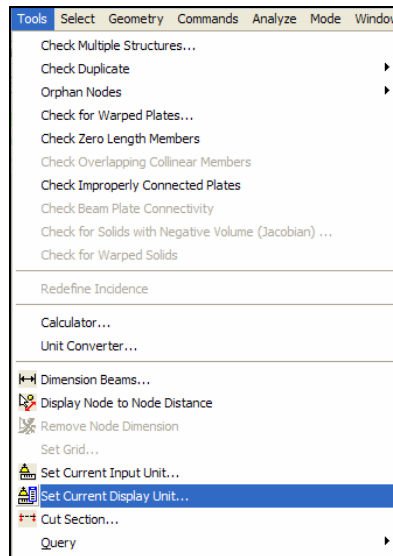 Tools Select Geometry Commands Analyze Mode Window
Check Multiple Structures...
Check Duplicate
Orphan Nodes
Check for Warped Plates...
Check Zero Length Members
Check Overlapping Collinear Members
Check Improperly Connected Plates
Check Beam Plate Connectivity
Check for Solids with Negative Volume (Jacobian) ...
Check for Warped Solids
Redefine Incidence
Calculator...
Unit Converter...
Dimension Beams...
Display Node to Node Distance
Remove Node Dimension
Set Grid...
Set Current Input Unit...
Set Current Display Unit...
Cut Section...
Query